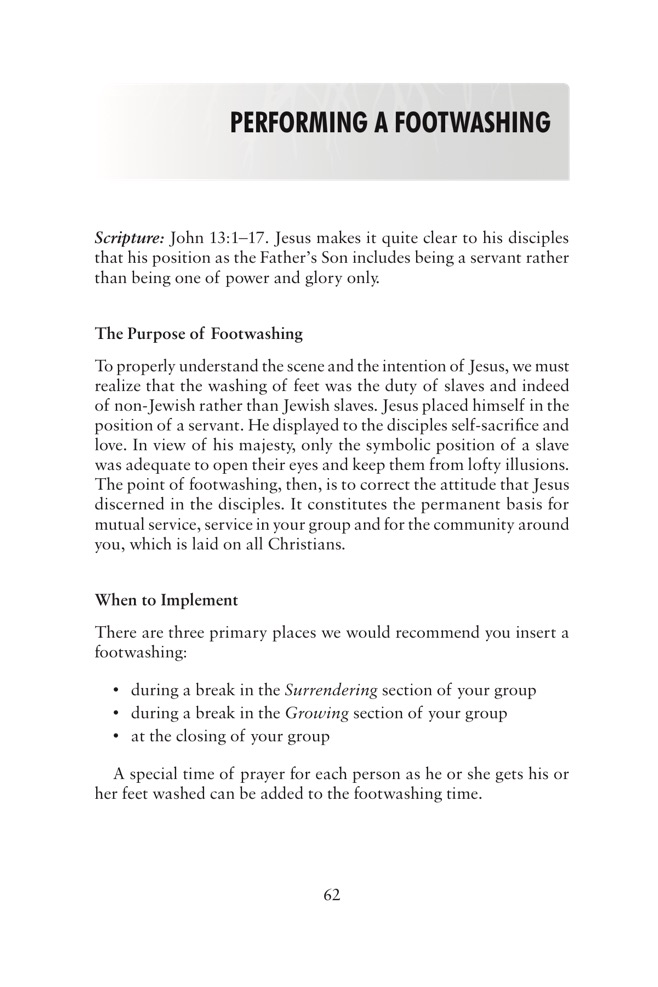 PERFORMING A FOOTWASHING
Scripture: John 13:1–17. Jesus makes it quite clear to his disciples
that his position as the Father’s Son includes being a servant rather
than being one of power and glory only.
The Purpose of Footwashing
To properly understand the scene and the intention of Jesus, we must
realize that the washing of feet was the duty of slaves and indeed
of non-Jewish rather than Jewish slaves. Jesus placed himself in the
position of a servant. He displayed to the disciples self-sacrifice and
love. In view of his majesty, only the symbolic position of a slave
was adequate to open their eyes and keep them from lofty illusions.
The point of footwashing, then, is to correct the attitude that Jesus
discerned in the disciples. It constitutes the permanent basis for
mutual service, service in your group and for the community around
you, which is laid on all Christians.
When to Implement
There are three primary places we would recommend you insert a
footwashing:
• during a break in the Surrendering section of your group
• during a break in the Growing section of your group
• at the closing of your group
A special time of prayer for each person as he or she gets his or
her feet washed can be added to the footwashing time.
62